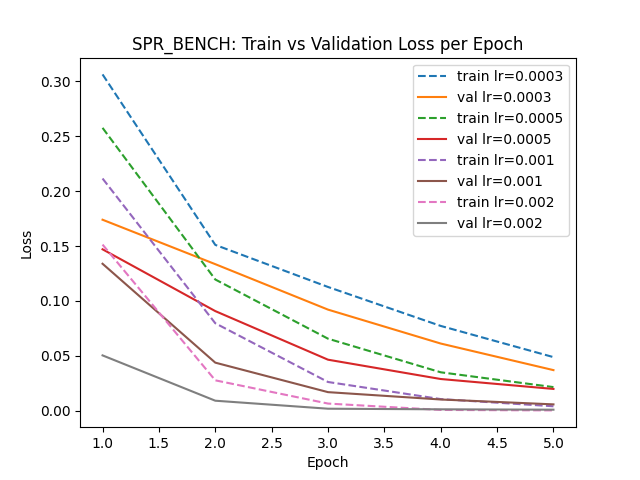 SPR_BENCH: Train vs Validation Loss per Epoch
train lr=0.0003
val lr=0.0003
train lr=0.0005
val lr=0.0005
train lr=0.001
val lr=0.001
train lr=0.002
val lr=0.002
Loss
0.30
0.25
0.20
0.15
0.10
0.05
0.00
1.0 1.5 2.0 2.5 3.0 3.5 4.0 4.5 5.0
Epoch